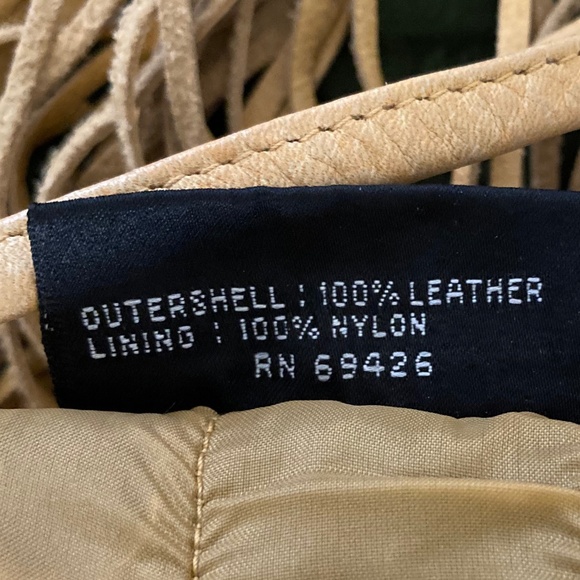 OUTERSHELL : 100% LEATHER
LINING : 100% NYLON
RN 69426